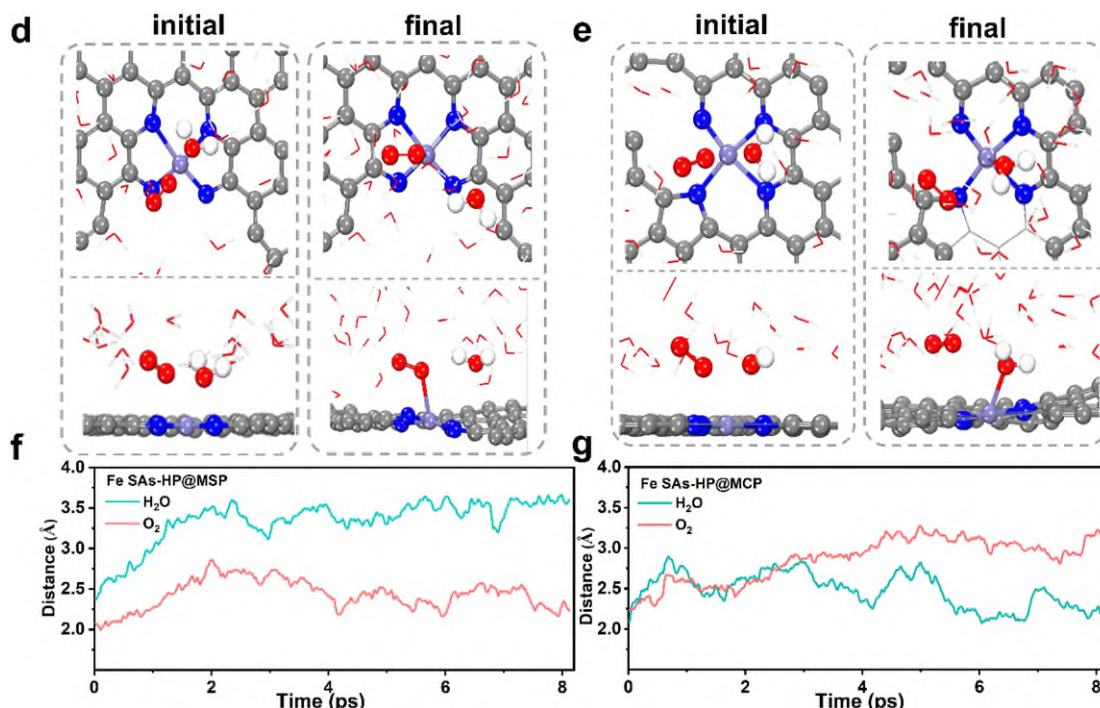 d
initial
final
e
initial
final
f
4.0
3.5
3.0
2.5
2.0
Distance (Å)
Fe SAs-HP@MSP
H₂O
O₂
0
2
4
6
8
Time (ps)
g
4.0
3.5
3.0
2.5
2.0
Distance (Å)
Fe SAs-HP@MCP
H₂O
O₂
0
2
4
6
8
Time (ps)